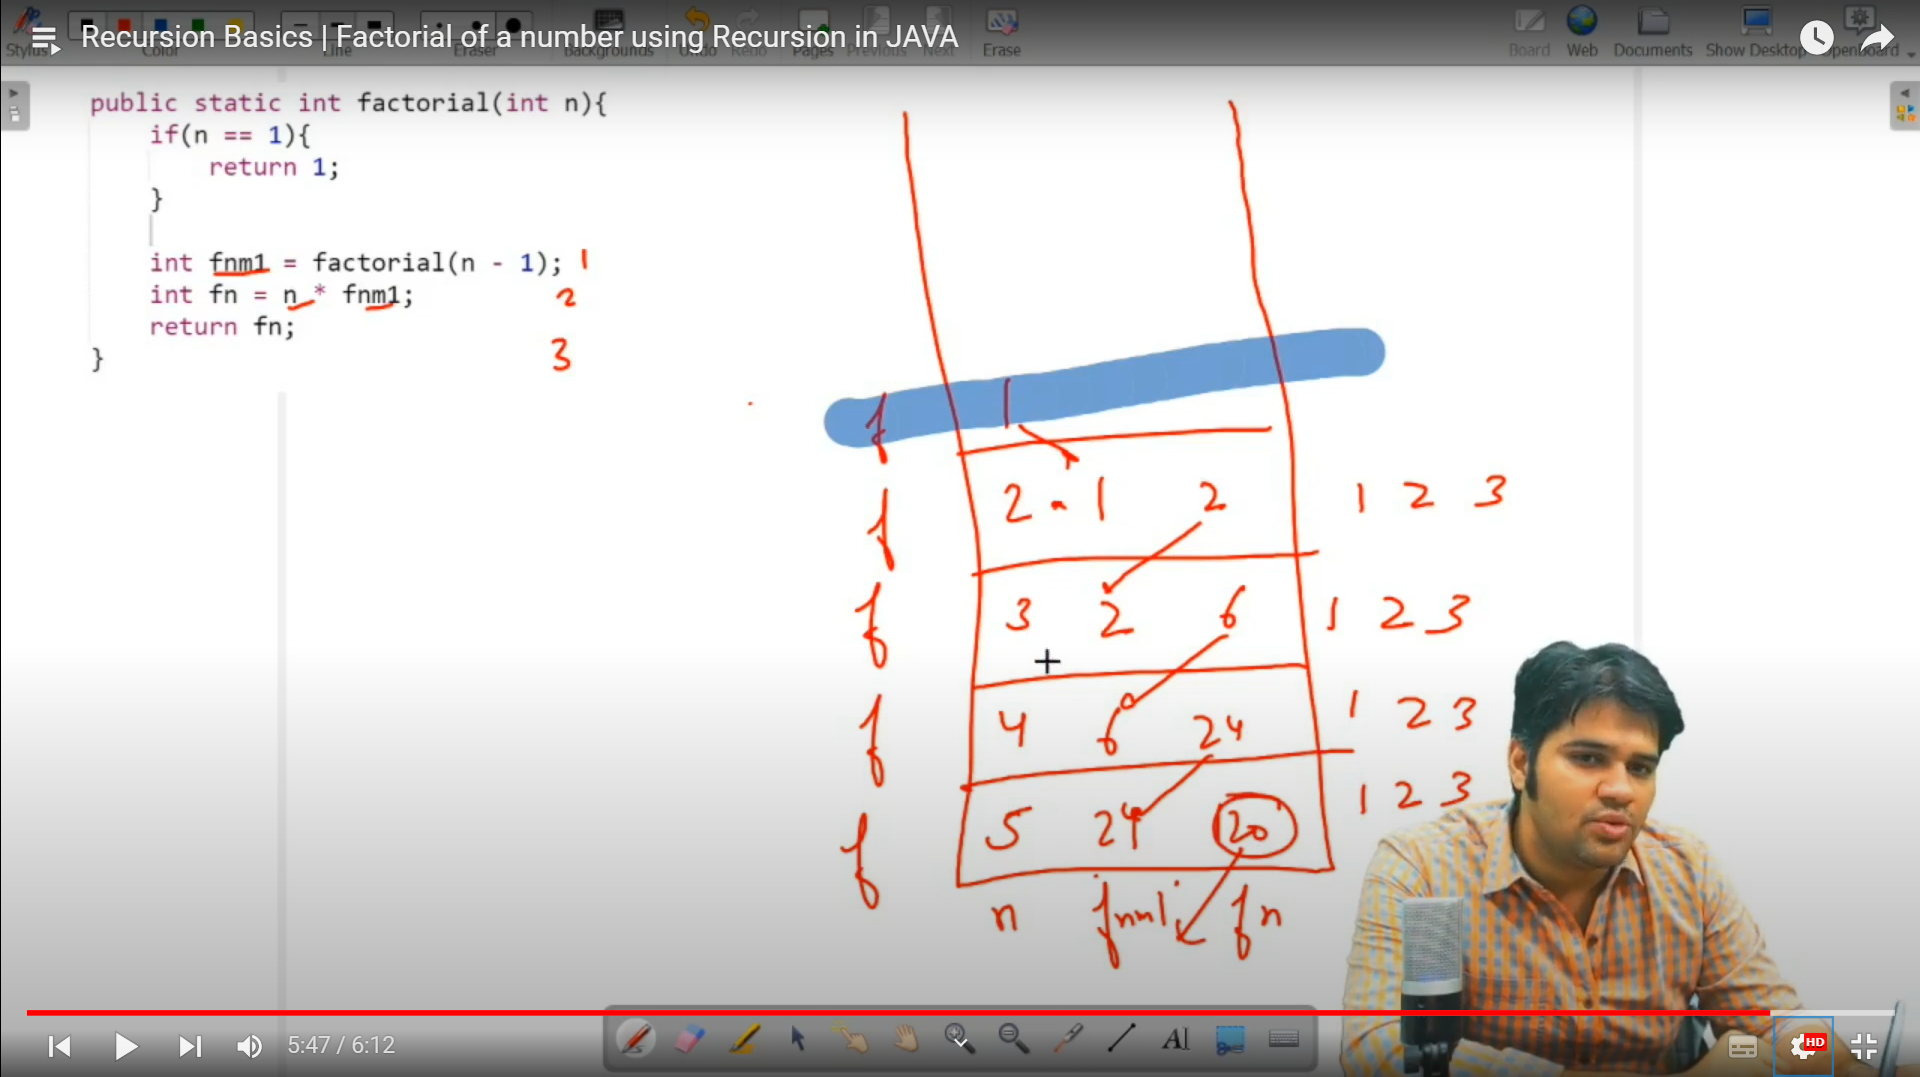 Recursion Basics | Factorial of a number using Recursion in JAVA
Stylus Color Line Eraser Backgrounds Undo Redo Pages Previous Next Erase Board Web Documents Show Desktop OpenBoard
public static int factorial(int n){
if(n == 1){
return 1;
}
int fnm1 = factorial(n - 1); 1
int fn = n * fnm1; 2
return fn;
3
}
f 1
f 2 1 2 1 2 3
f 3 2 6 1 2 3
f 4 6 24 1 2 3
f 5 24 20 1 2 3
n fnm1 fn
AI
5:47 / 6:12
HD